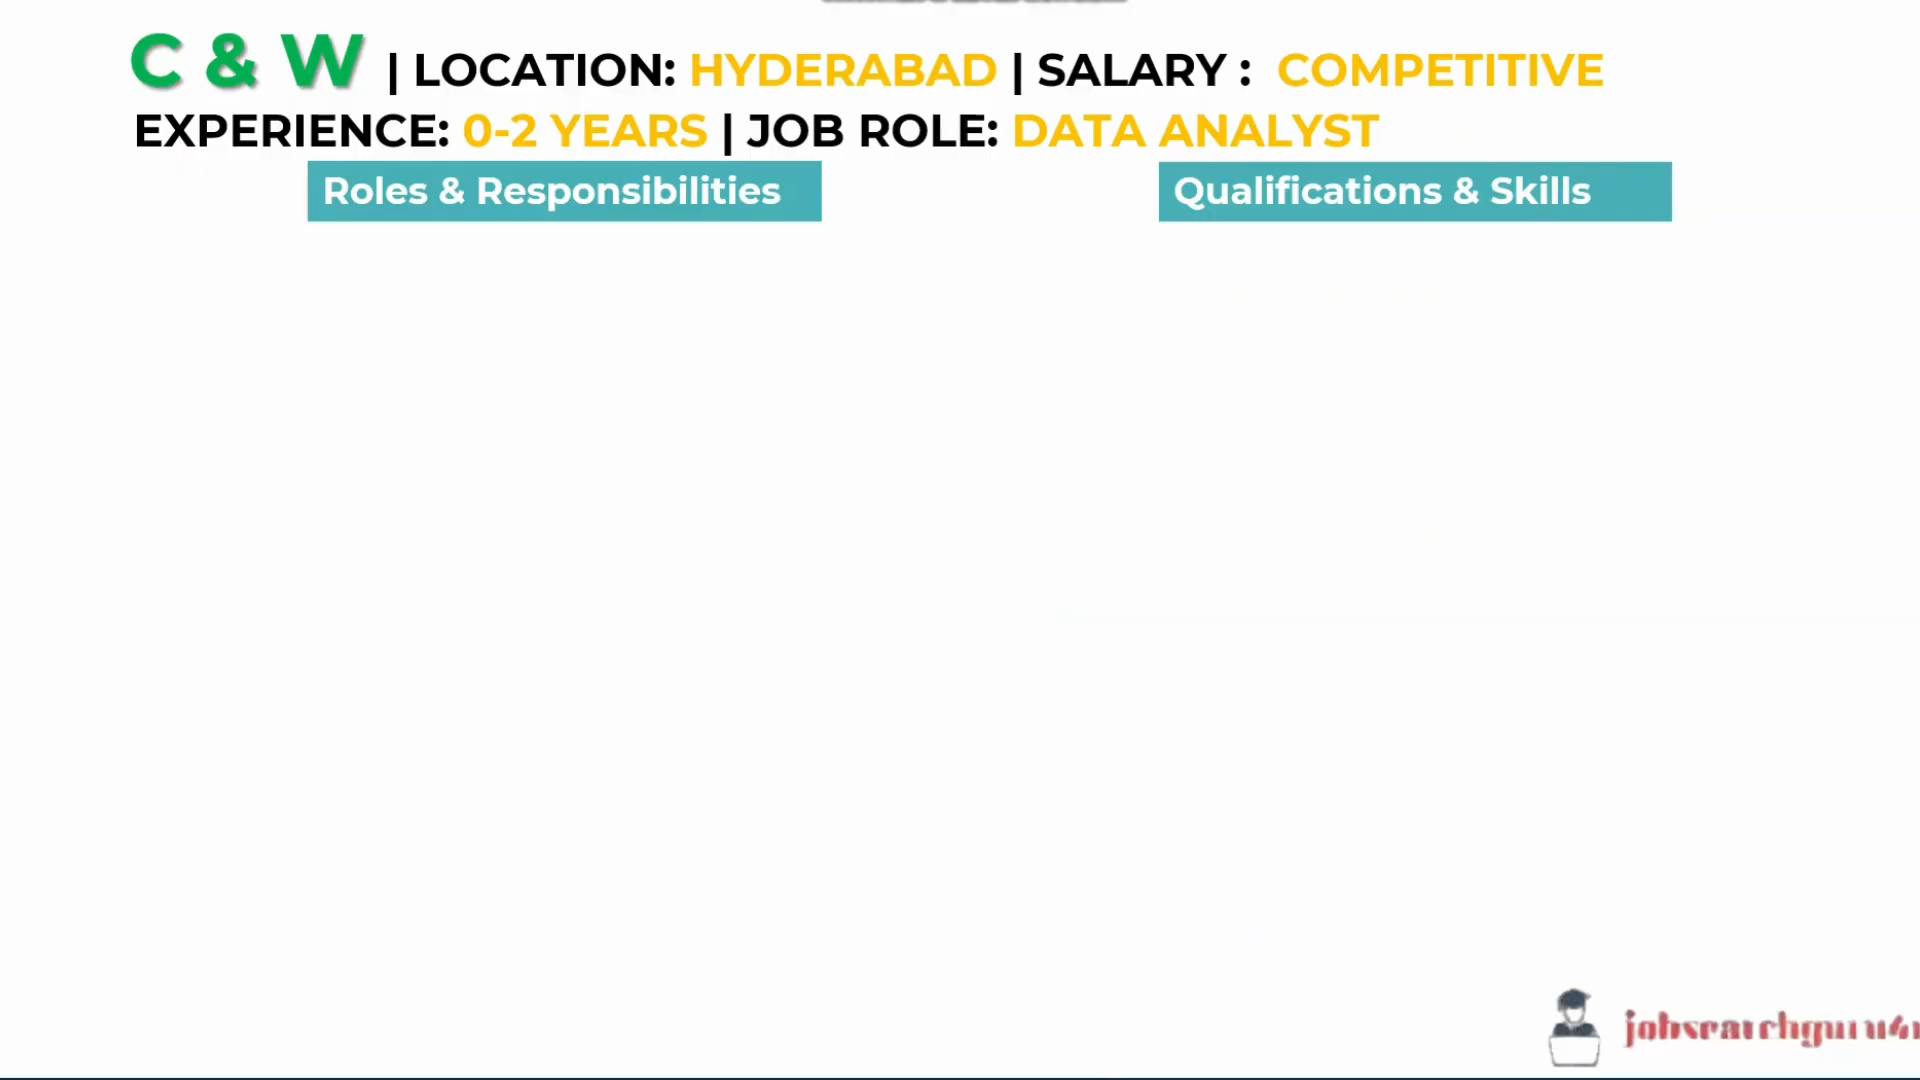 C & W | LOCATION: HYDERABAD | SALARY : COMPETITIVE
EXPERIENCE: 0-2 YEARS | JOB ROLE: DATA ANALYST
Roles & Responsibilities
Qualifications & Skills